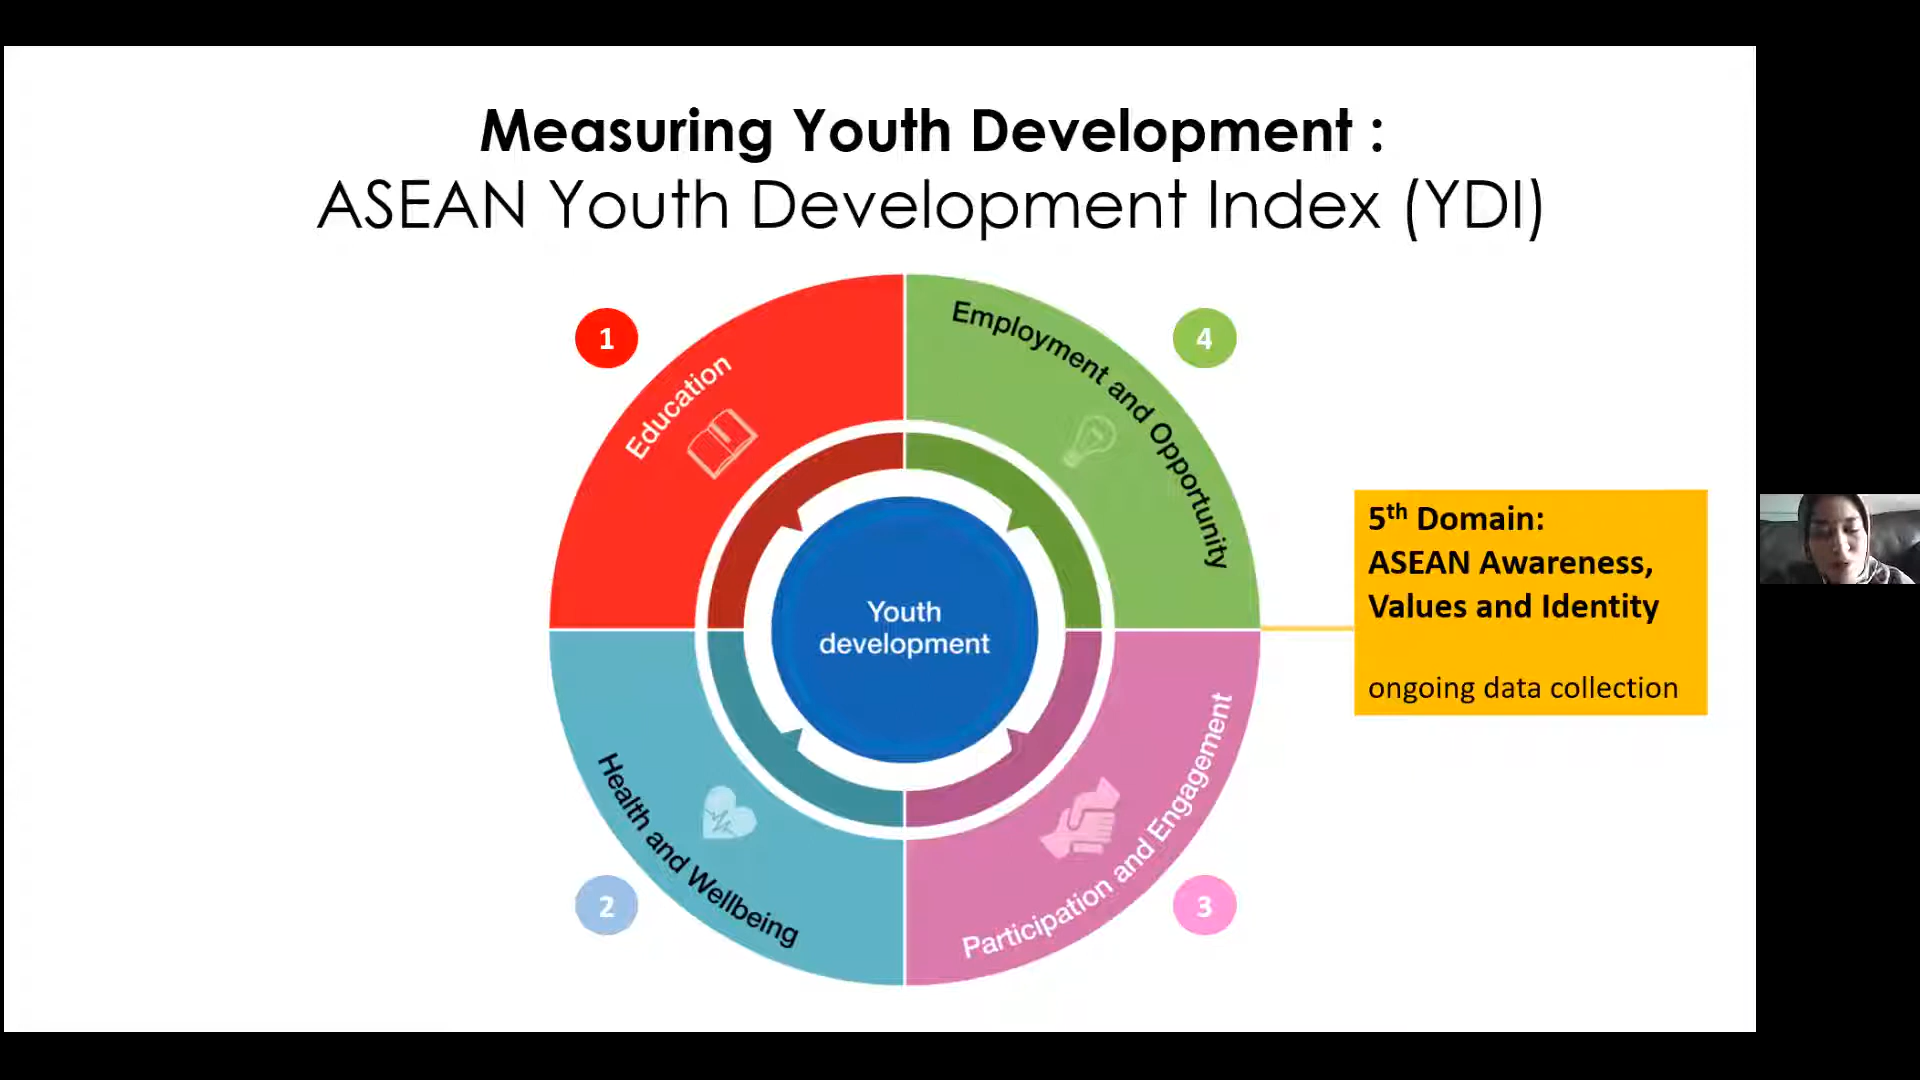 Measuring Youth Development :
ASEAN Youth Development Index (YDI)
1
Education
4
Employment and Opportunity
Youth
development
5th Domain:
ASEAN Awareness,
Values and Identity
ongoing data collection
2
Health and Wellbeing
3
Participation and Engagement